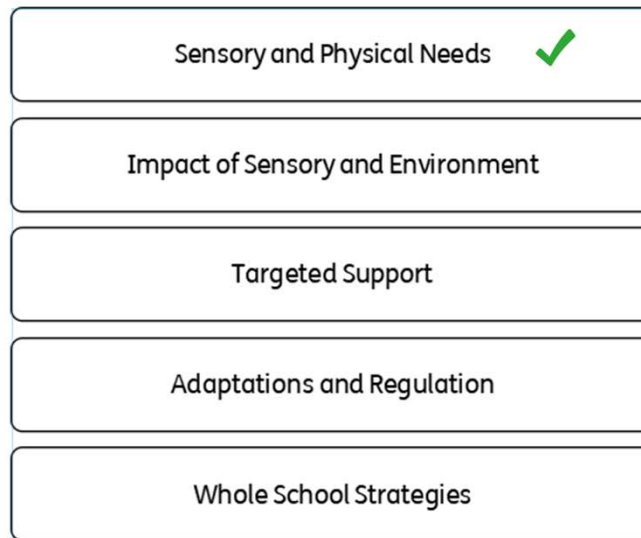 Sensory and Physical Needs
Impact of Sensory and Environment
Targeted Support
Adaptations and Regulation
Whole School Strategies